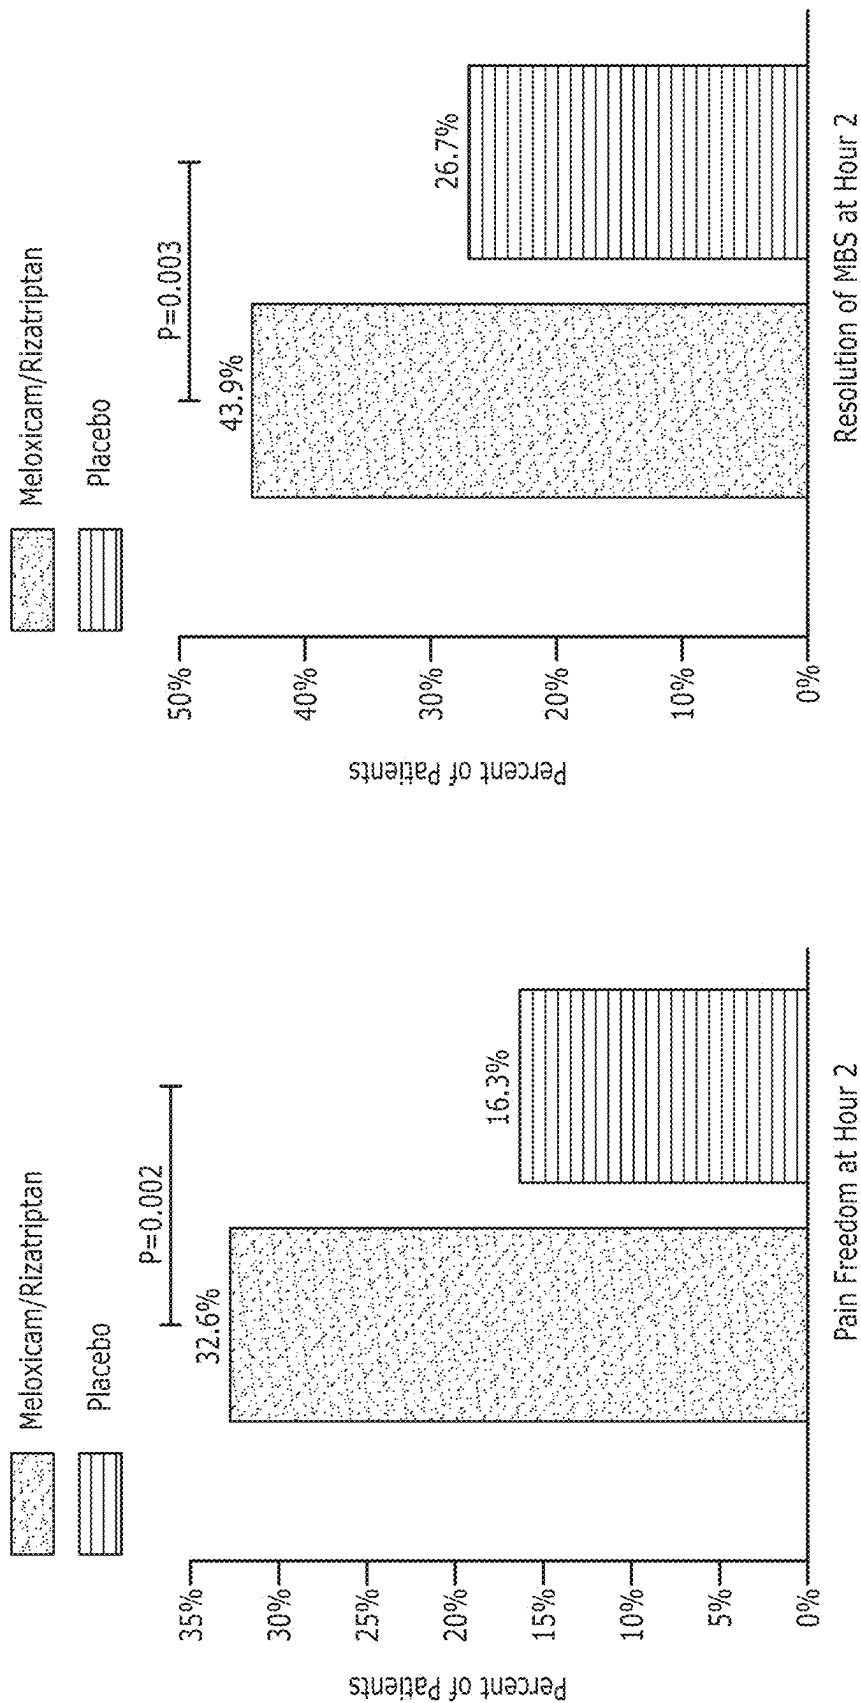 Meloxicam/Rizatriptan
Placebo
P=0.002
32.6%
16.3%
35%
30%
25%
20%
15%
10%
5%
0%
Percent of Patients
Pain Freedom at Hour 2
Meloxicam/Rizatriptan
Placebo
P=0.003
43.9%
26.7%
50%
40%
30%
20%
10%
0%
Percent of Patients
Resolution of MBS at Hour 2